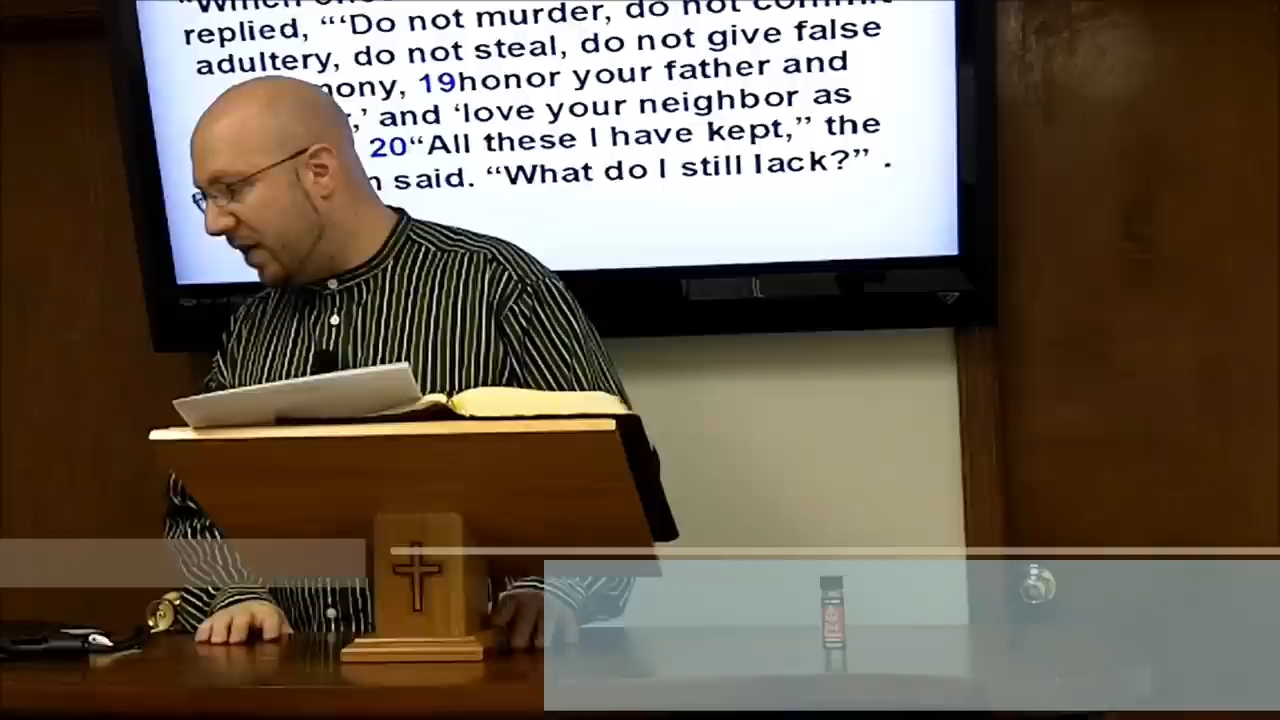 replied, “‘Do not murder, do not commit
adultery, do not steal, do not give false
19honor your father and
,’ and ‘love your neighbor as
20“All these I have kept,” the
said. “What do I still lack?” .